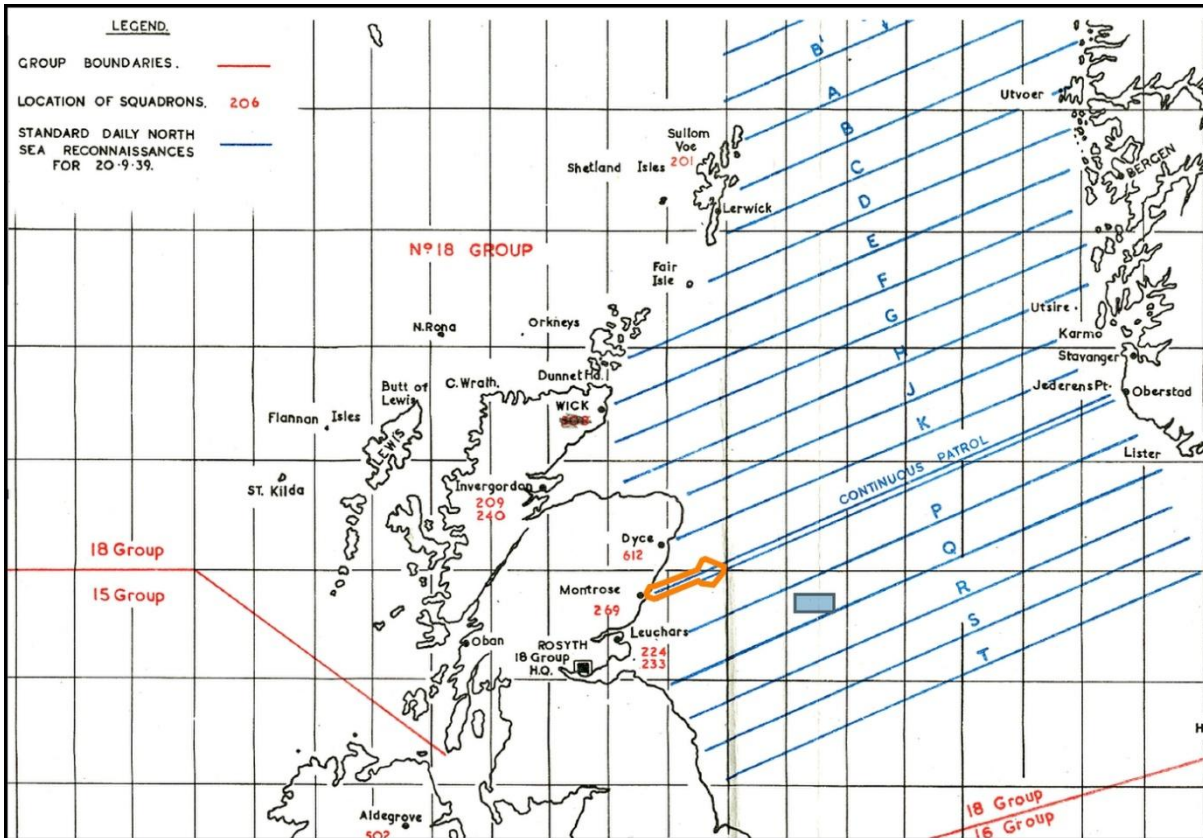 LEGEND.
GROUP BOUNDARIES.
LOCATION OF SQUADRONS. 206
STANDARD DAILY NORTH
SEA RECONNAISSANCES
FOR 20·9·39.
B'
A
B
C
D
E
F
G
H
J
K
CONTINUOUS PATROL
P
Q
R
S
T
Utvoer
BERGEN
Sullom
Voe
201
Shetland Isles
Lerwick
Nº18 GROUP
Fair
Isle
Utsire
Karmo
Stavanger
Jederens Pt.
Oberstad
Lister
N.Rona
Orkneys
Dunnet Hd.
C.Wrath.
Butt of
Lewis
WICK
Flannan Isles
LEWIS
ST. Kilda
Invergordon
209
240
Dyce
612
18 Group
15 Group
Montrose
269
Leuchars
224
233
Oban
ROSYTH
18 Group
H.Q.
Aldegrove
502
18 Group
16 Group
H